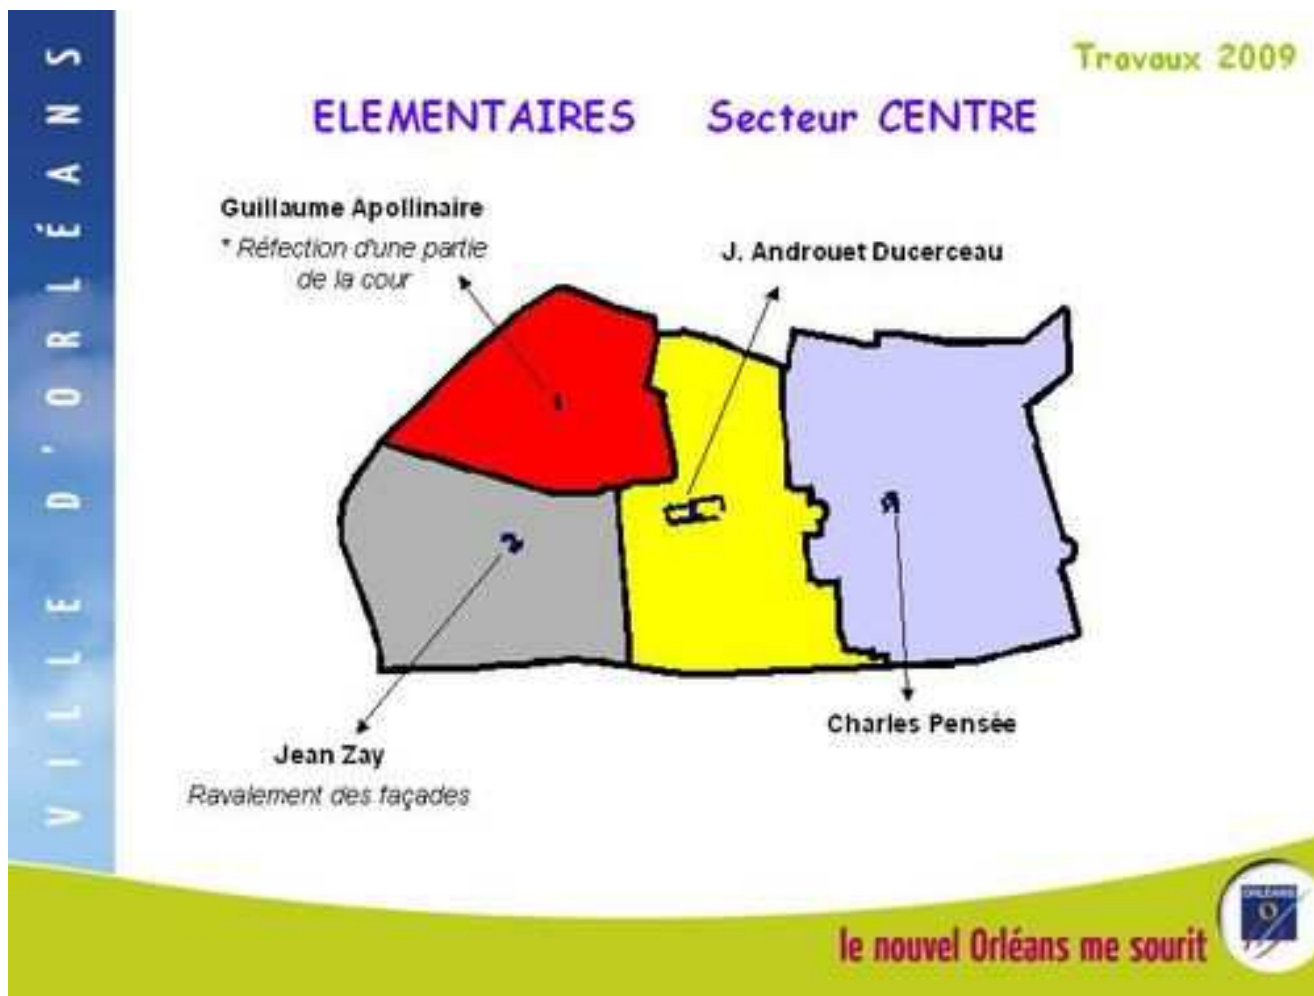 VILLE D'ORLÉANS
Travaux 2009
ELEMENTAIRES Secteur CENTRE
Guillaume Apollinaire
* Réfection d'une partie
de la cour
J. Androuet Ducerceau
Charles Pensée
Jean Zay
Ravalement des façades
le nouvel Orléans me sourit
ORLÉANS